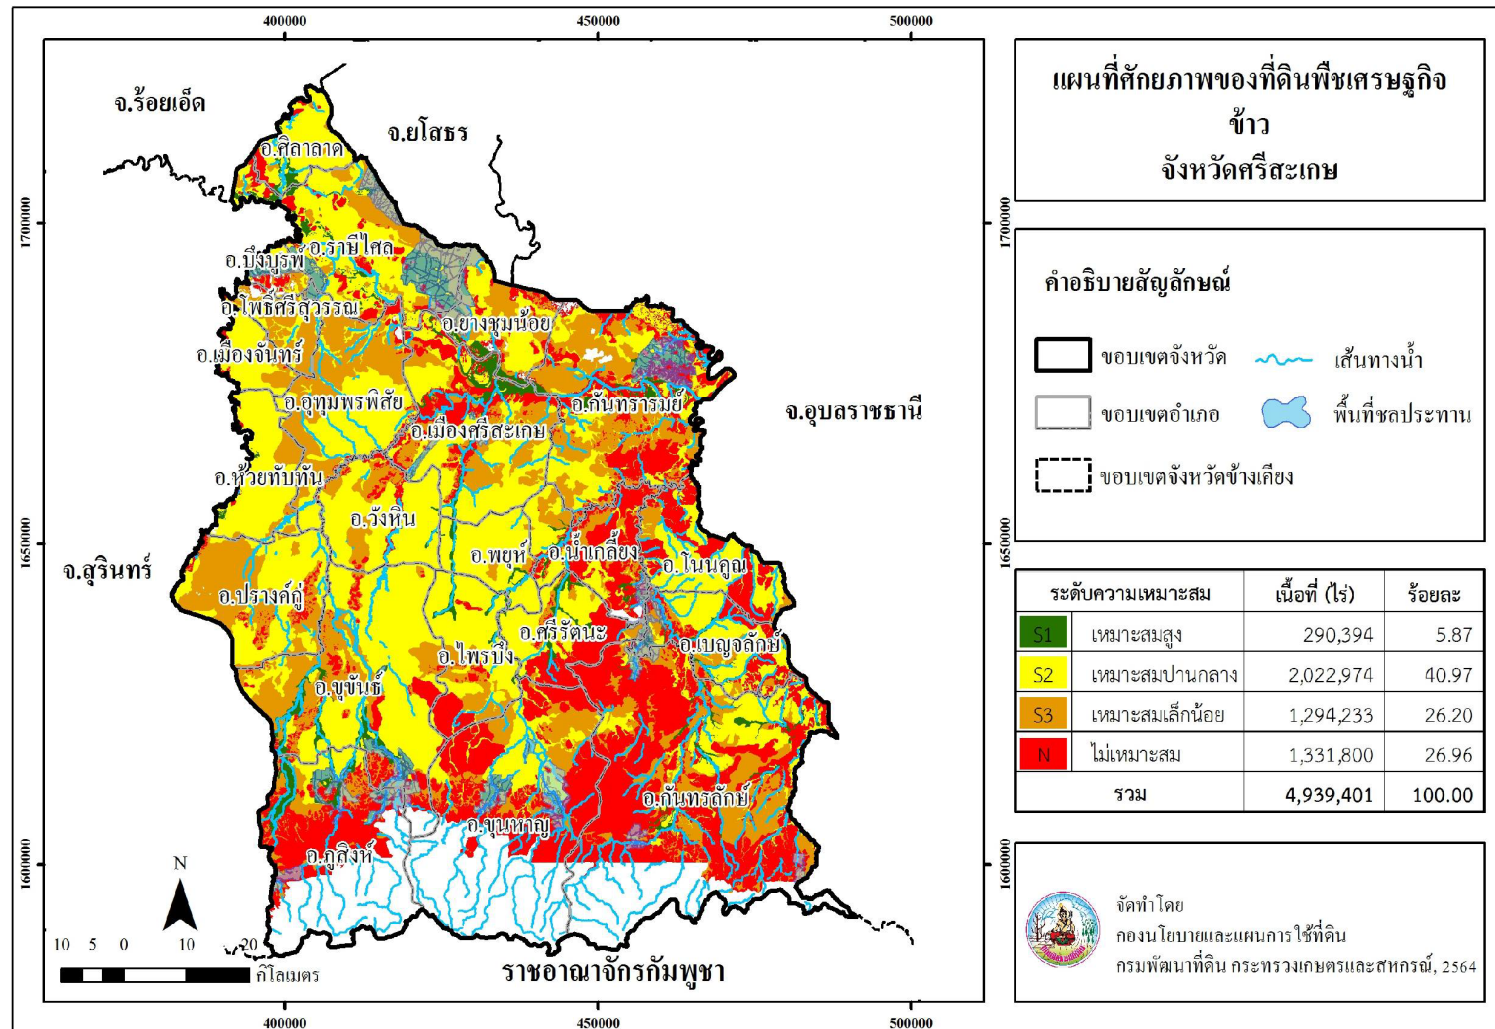 400000
450000
500000
1700000
1650000
1600000
1700000
1650000
1600000
จ.ร้อยเอ็ด
จ.ยโสธร
อ.ศิลาลาด
อ.ราษีไศล
อ.บึงบูรพ์
อ.โพธิ์ศรีสุวรรณ
อ.ยางชุมน้อย
อ.เมืองจันทร์
อ.อุทุมพรพิสัย
อ.กันทรารมย์
จ.อุบลราชธานี
อ.เมืองศรีสะเกษ
อ.ห้วยทับทัน
อ.วังหิน
อ.พยุห์
อ.น้ำเกลี้ยง
อ.โนนคูณ
จ.สุรินทร์
อ.ปรางค์กู่
อ.ศรีรัตนะ
อ.เบญจลักษ์
อ.ไพรบึง
อ.ขุขันธ์
อ.กันทรลักษ์
อ.ขุนหาญ
อ.ภูสิงห์
N
10 5 0 10 20
กิโลเมตร
ราชอาณาจักรกัมพูชา
400000
450000
500000
แผนที่ศักยภาพของที่ดินพืชเศรษฐกิจ
ข้าว
จังหวัดศรีสะเกษ
คำอธิบายสัญลักษณ์
ขอบเขตจังหวัด เส้นทางน้ำ
ขอบเขตอำเภอ พื้นที่ชลประทาน
ขอบเขตจังหวัดข้างเคียง
ระดับความเหมาะสม เนื้อที่ (ไร่) ร้อยละ
S1 เหมาะสมสูง 290,394 5.87
S2 เหมาะสมปานกลาง 2,022,974 40.97
S3 เหมาะสมเล็กน้อย 1,294,233 26.20
N ไม่เหมาะสม 1,331,800 26.96
รวม 4,939,401 100.00
จัดทำโดย
กองนโยบายและแผนการใช้ที่ดิน
กรมพัฒนาที่ดิน กระทรวงเกษตรและสหกรณ์, 2564